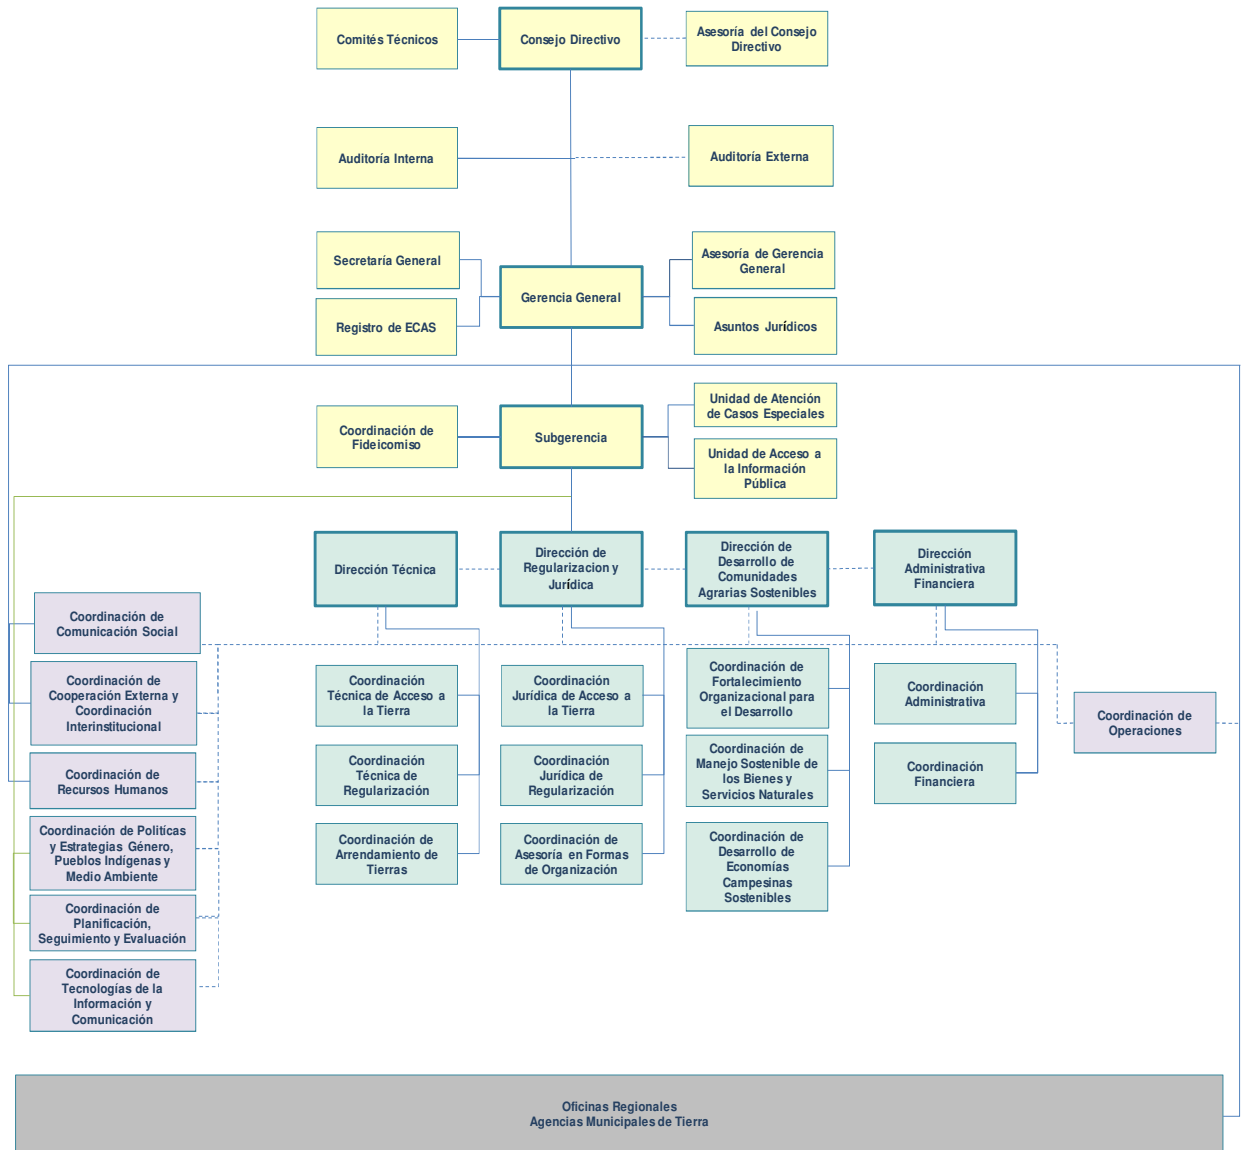 Comités Técnicos
Consejo Directivo
Asesoría del Consejo
Directivo
Auditoría Interna
Auditoría Externa
Secretaría General
Asesoría de Gerencia
General
Gerencia General
Registro de ECAS
Asuntos Jurídicos
Unidad de Atención
de Casos Especiales
Coordinación de
Fideicomiso
Subgerencia
Unidad de Acceso a
la Información
Pública
Dirección Técnica
Dirección de
Regularizacion y
Jurídica
Dirección de
Desarrollo de
Comunidades
Agrarias Sostenibles
Dirección
Administrativa
Financiera
Coordinación de
Comunicación Social
Coordinación de
Cooperación Externa y
Coordinación
Interinstitucional
Coordinación
Técnica de Acceso a
la Tierra
Coordinación
Jurídica de Acceso a
la Tierra
Coordinación de
Fortalecimiento
Organizacional para
el Desarrollo
Coordinación
Administrativa
Coordinación de
Operaciones
Coordinación de
Recursos Humanos
Coordinación
Técnica de
Regularización
Coordinación
Jurídica de
Regularización
Coordinación de
Manejo Sostenible de
los Bienes y
Servicios Naturales
Coordinación
Financiera
Coordinación de Politícas
y Estrategias Género,
Pueblos Indígenas y
Medio Ambiente
Coordinación de
Arrendamiento de
Tierras
Coordinación de
Asesoría en Formas
de Organización
Coordinación de
Desarrollo de
Economías
Campesinas
Sostenibles
Coordinación de
Planificación,
Seguimiento y Evaluación
Coordinación de
Tecnologías de la
Información y
Comunicación
Oficinas Regionales
Agencias Municipales de Tierra